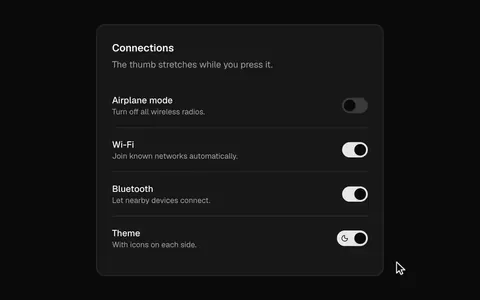 Connections
The thumb stretches while you press it.
Airplane mode
Turn off all wireless radios.
Wi-Fi
Join known networks automatically.
Bluetooth
Let nearby devices connect.
Theme
With icons on each side.